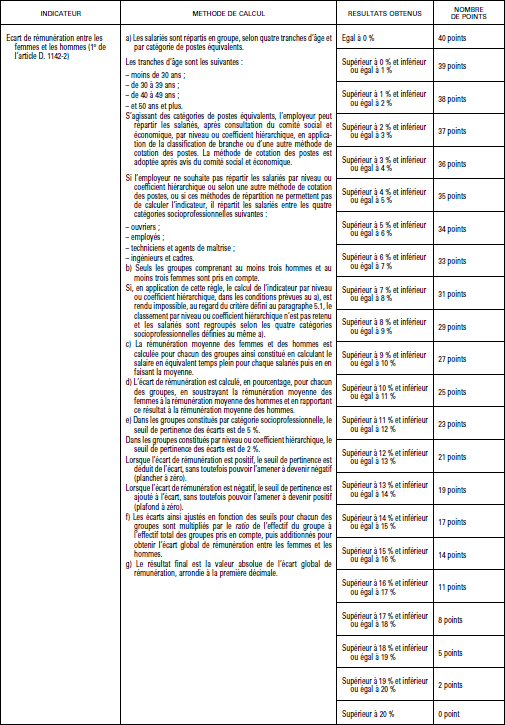 INDICATEUR
METHODE DE CALCUL
RESULTATS OBTENUS
NOMBRE
DE POINTS
Ecart de rémunération entre les
femmes et les hommes (1° de
l'article D. 1142-2)
a) Les salariés sont répartis en groupe, selon quatre tranches d'âge et
par catégorie de postes équivalents.
Les tranches d'âge sont les suivantes :
– moins de 30 ans ;
– de 30 à 39 ans ;
– de 40 à 49 ans ;
– et 50 ans et plus.
S'agissant des catégories de postes équivalents, l'employeur peut
répartir les salariés, après consultation du comité social et
économique, par niveau ou coefficient hiérarchique, en applica-
tion de la classification de branche ou d'une autre méthode de
cotation des postes. La méthode de cotation des postes est
adoptée après avis du comité social et économique.
Si l'employeur ne souhaite pas répartir les salariés par niveau ou
coefficient hiérarchique ou selon une autre méthode de cotation
des postes, ou si ces méthodes de répartition ne permettent pas
de calculer l'indicateur, il répartit les salariés entre les quatre
catégories socioprofessionnelles suivantes :
– ouvriers ;
– employés ;
– techniciens et agents de maîtrise ;
– ingénieurs et cadres.
b) Seuls les groupes comprenant au moins trois hommes et au
moins trois femmes sont pris en compte.
Si, en application de cette règle, le calcul de l'indicateur par niveau
ou coefficient hiérarchique, dans les conditions prévues au a), est
rendu impossible, au regard du critère défini au paragraphe 5.1, le
classement par niveau ou coefficient hiérarchique n'est pas retenu
et les salariés sont regroupés selon les quatre catégories
socioprofessionnelles définies au même a).
c) La rémunération moyenne des femmes et des hommes est
calculée pour chacun des groupes ainsi constitué en calculant le
salaire en équivalent temps plein pour chaque salariés puis en en
faisant la moyenne.
d) L'écart de rémunération est calculé, en pourcentage, pour chacun
des groupes, en soustrayant la rémunération moyenne des
femmes à la rémunération moyenne des hommes et en rapportant
ce résultat à la rémunération moyenne des hommes.
e) Dans les groupes constitués par catégorie socioprofessionnelle, le
seuil de pertinence des écarts est de 5 %.
Dans les groupes constitués par niveau ou coefficient hiérarchique, le
seuil de pertinence des écarts est de 2 %.
Lorsque l'écart de rémunération est positif, le seuil de pertinence est
déduit de l'écart, sans toutefois pouvoir l'amener à devenir négatif
(plancher à zéro).
Lorsque l'écart de rémunération est négatif, le seuil de pertinence est
ajouté à l'écart, sans toutefois pouvoir l'amener à devenir positif
(plafond à zéro).
f) Les écarts ainsi ajustés en fonction des seuils pour chacun des
groupes sont multipliés par le ratio de l'effectif du groupe à
l'effectif total des groupes pris en compte, puis additionnés pour
obtenir l'écart global de rémunération entre les femmes et les
hommes.
g) Le résultat final est la valeur absolue de l'écart global de
rémunération, arrondie à la première décimale.
Egal à 0 %
40 points
Supérieur à 0 % et inférieur
ou égal à 1 %
39 points
Supérieur à 1 % et inférieur
ou égal à 2 %
38 points
Supérieur à 2 % et inférieur
ou égal à 3 %
37 points
Supérieur à 3 % et inférieur
ou égal à 4 %
36 points
Supérieur à 4 % et inférieur
ou égal à 5 %
35 points
Supérieur à 5 % et inférieur
ou égal à 6 %
34 points
Supérieur à 6 % et inférieur
ou égal à 7 %
33 points
Supérieur à 7 % et inférieur
ou égal à 8 %
31 points
Supérieur à 8 % et inférieur
ou égal à 9 %
29 points
Supérieur à 9 % et inférieur
ou égal à 10 %
27 points
Supérieur à 10 % et inférieur
ou égal à 11 %
25 points
Supérieur à 11 % et inférieur
ou égal à 12 %
23 points
Supérieur à 12 % et inférieur
ou égal à 13 %
21 points
Supérieur à 13 % et inférieur
ou égal à 14 %
19 points
Supérieur à 14 % et inférieur
ou égal à 15 %
17 points
Supérieur à 15 % et inférieur
ou égal à 16 %
14 points
Supérieur à 16 % et inférieur
ou égal à 17 %
11 points
Supérieur à 17 % et inférieur
ou égal à 18 %
8 points
Supérieur à 18 % et inférieur
ou égal à 19 %
5 points
Supérieur à 19 % et inférieur
ou égal à 20 %
2 points
Supérieur à 20 %
0 point